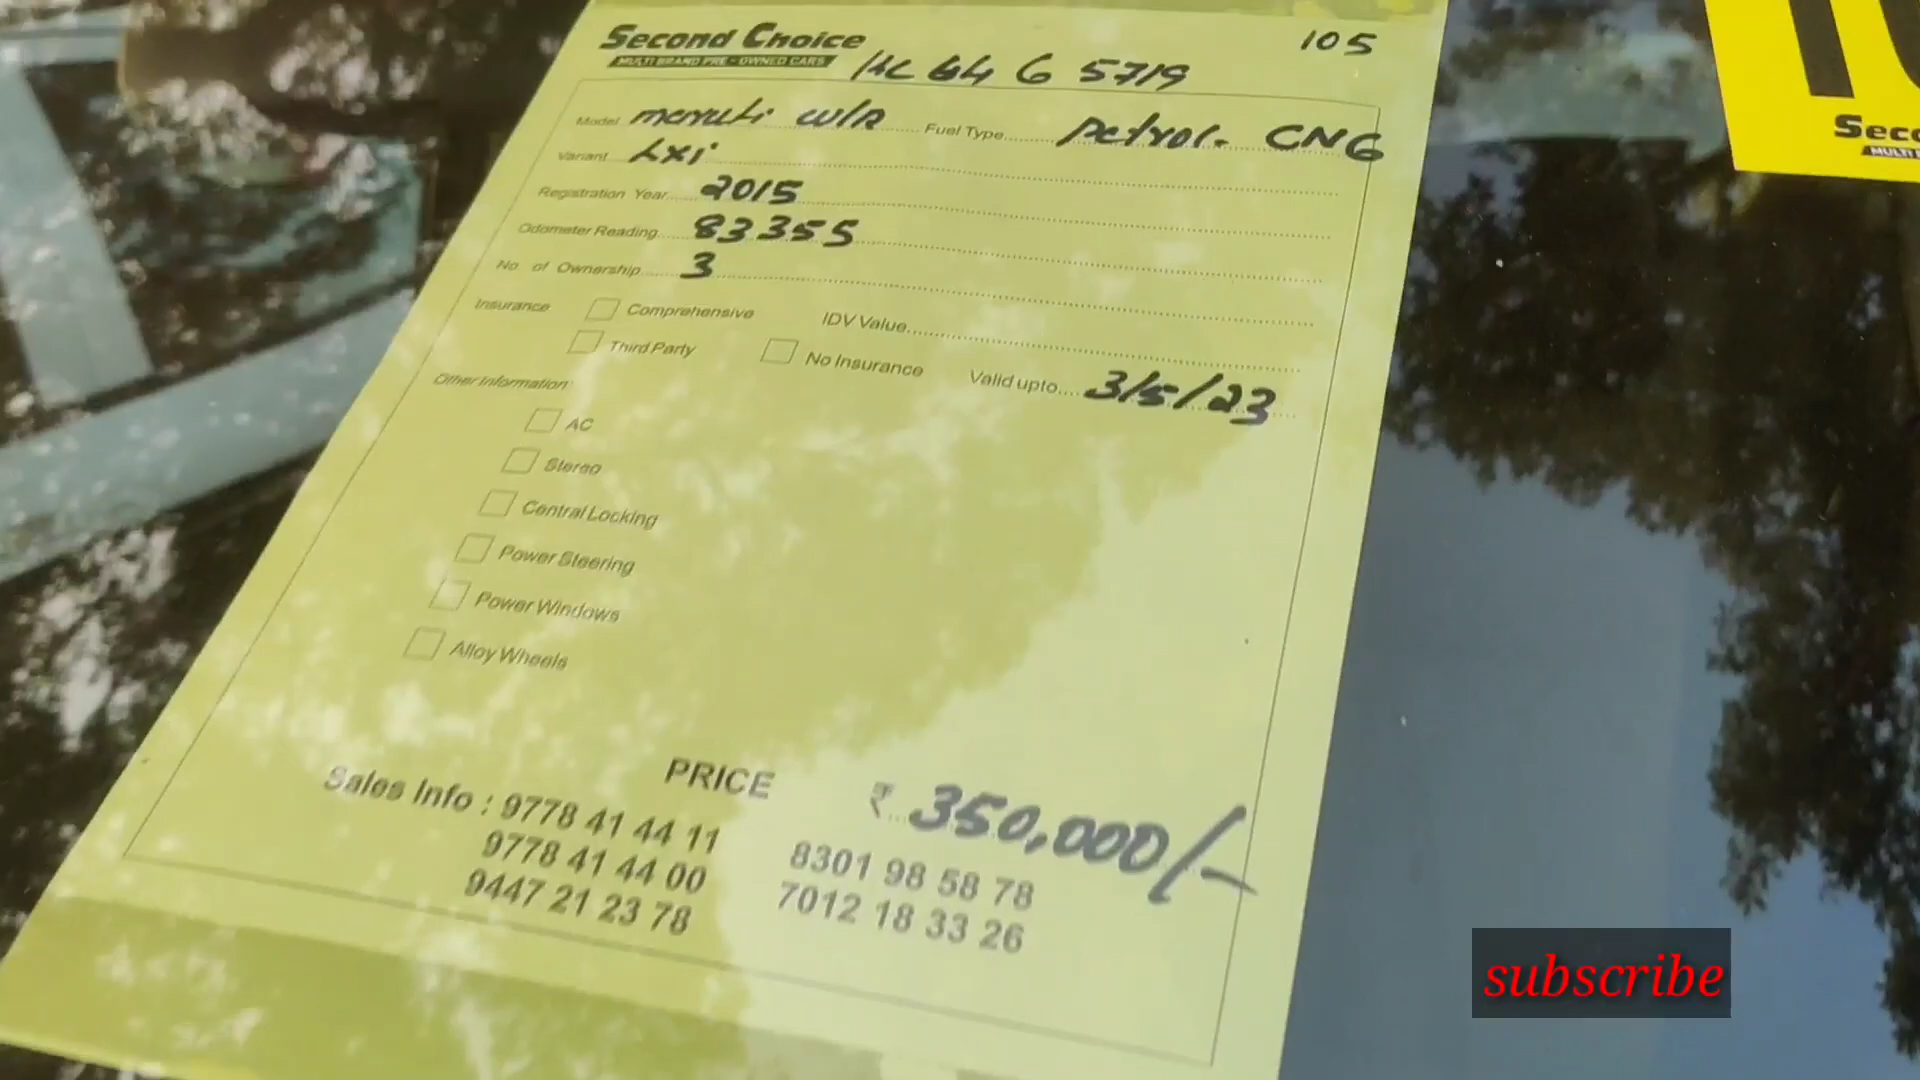 Second Choice
MULTI BRAND PRE - OWNED CARS
105
KL 64 G 5719
Model maruti W/R Fuel Type petrol. CNG
Variant Lxi
Registration Year 2015
Odometer Reading 83355
No of Ownership 3
Insurance Comprehensive IDV Value
Third Party No Insurance Valid upto 3/5/23
Other Information:
AC
Stereo
Central Locking
Power Steering
Power Windows
Alloy Wheels
PRICE ₹ 350,000/-
Sales Info : 9778 41 44 11
9778 41 44 00 8301 98 58 78
9447 21 23 78 7012 18 33 26
subscribe